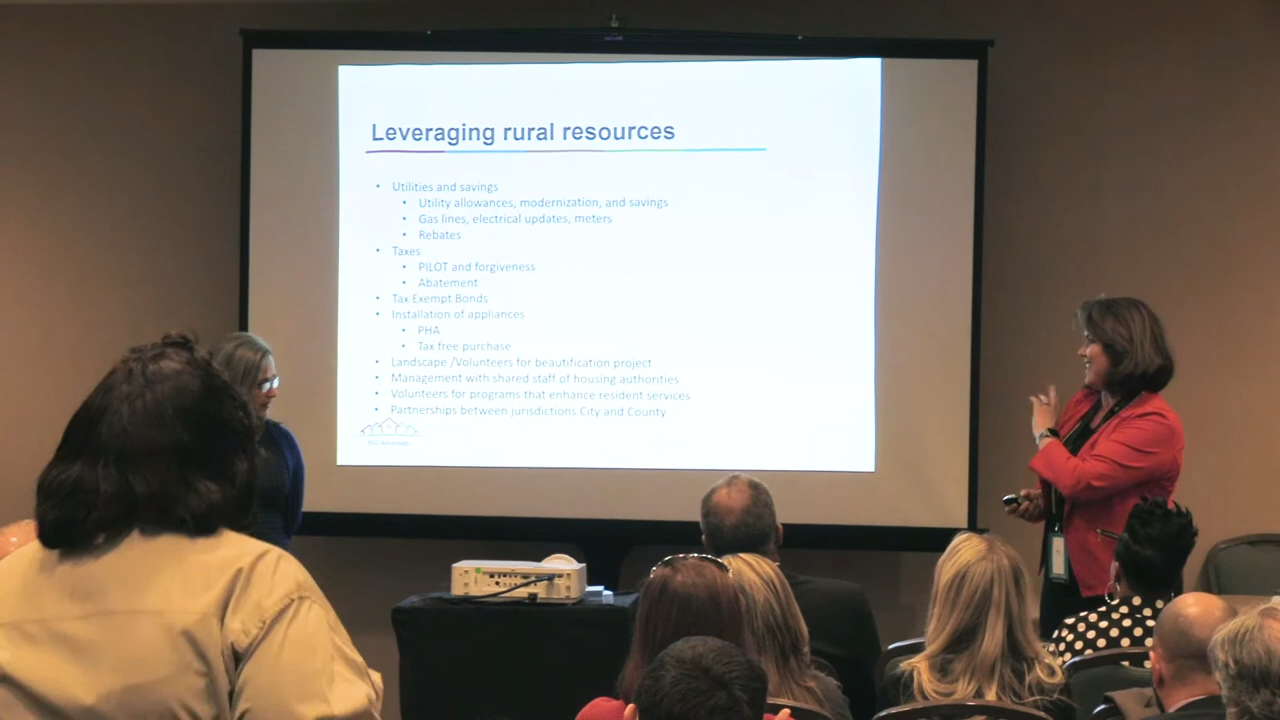 Leveraging rural resources
• Utilities and savings
• Utility allowances, modernization, and savings
• Gas lines, electrical updates, meters
• Rebates
• Taxes
• PILOT and forgiveness
• Abatement
• Tax Exempt Bonds
• Installation of appliances
• PHA
• Tax free purchase
• Landscape /Volunteers for beautification project
• Management with shared staff of housing authorities
• Volunteers for programs that enhance resident services
• Partnerships between jurisdictions City and County